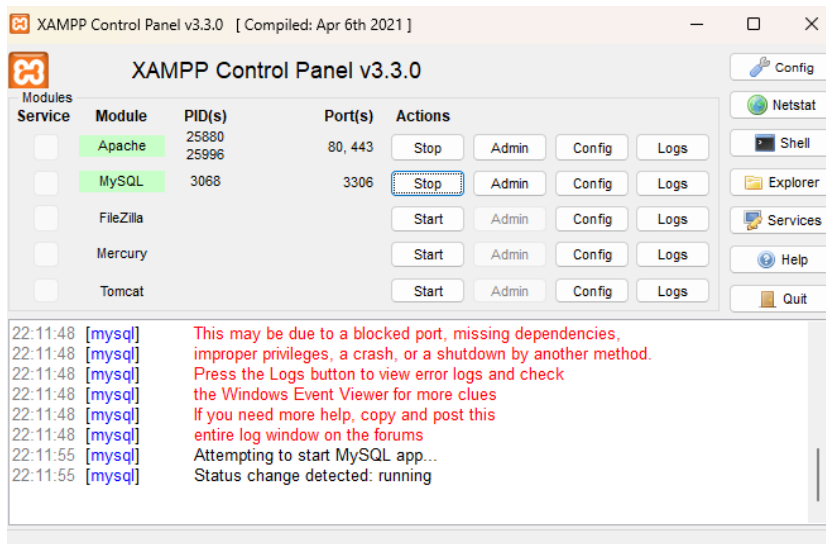 XAMPP Control Panel v3.3.0 [ Compiled: Apr 6th 2021 ]
XAMPP Control Panel v3.3.0
Config
Modules
Service Module PID(s) Port(s) Actions
Netstat
Apache 25880 25996 80, 443 Stop Admin Config Logs
Shell
MySQL 3068 3306 Stop Admin Config Logs
Explorer
FileZilla Start Admin Config Logs
Services
Mercury Start Admin Config Logs
Help
Tomcat Start Admin Config Logs
Quit
22:11:48 [mysql] This may be due to a blocked port, missing dependencies,
22:11:48 [mysql] improper privileges, a crash, or a shutdown by another method.
22:11:48 [mysql] Press the Logs button to view error logs and check
22:11:48 [mysql] the Windows Event Viewer for more clues
22:11:48 [mysql] If you need more help, copy and post this
22:11:48 [mysql] entire log window on the forums
22:11:55 [mysql] Attempting to start MySQL app...
22:11:55 [mysql] Status change detected: running